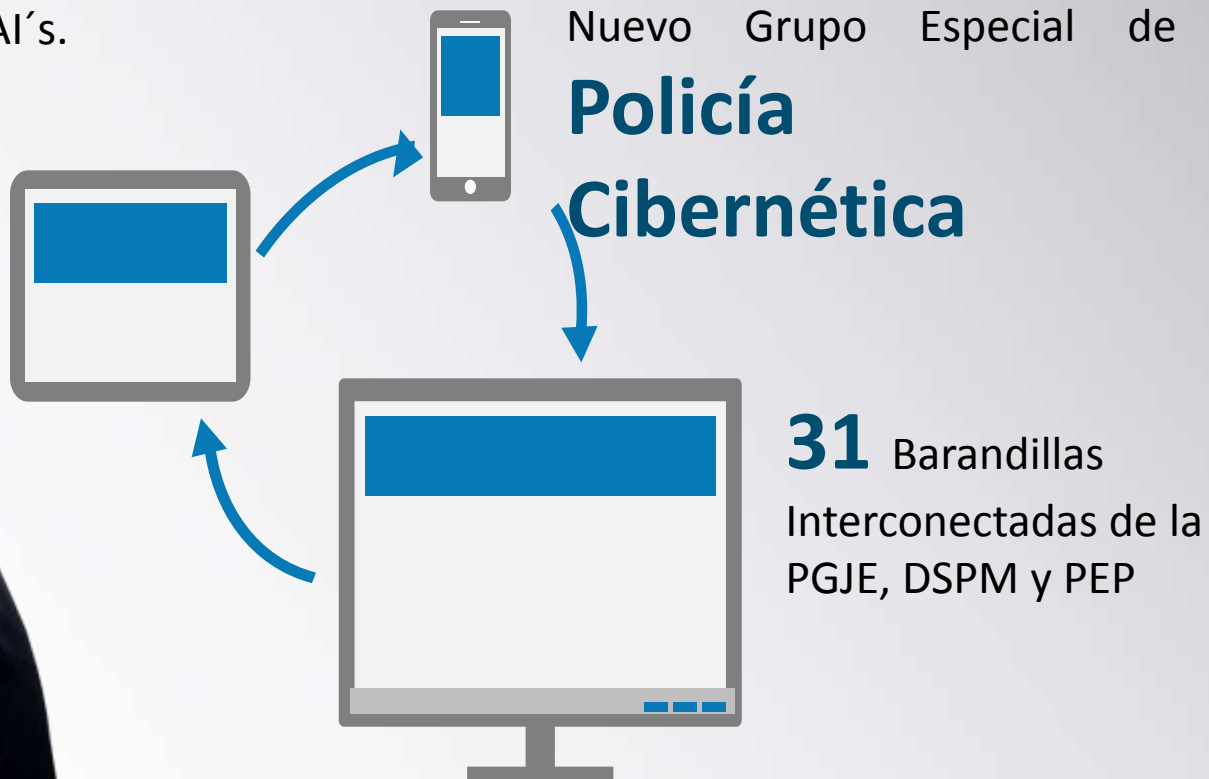 AI´s.
Nuevo Grupo Especial de
Policía
Cibernética
31 Barandillas
Interconectadas de la
PGJE, DSPM y PEP